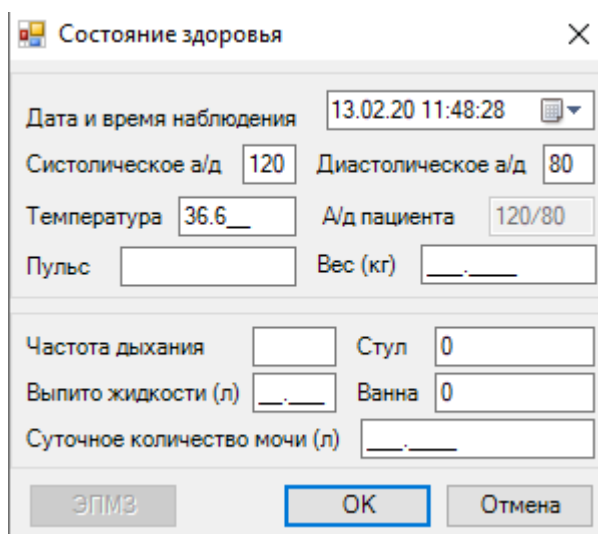 Состояние здоровья
Дата и время наблюдения 13.02.20 11:48:28
Систолическое а/д 120 Диастолическое а/д 80
Температура 36.6__ А/д пациента 120/80
Пульс Вес (кг) ___.____
Частота дыхания Стул 0
Выпито жидкости (л) __.___ Ванна 0
Суточное количество мочи (л) ___.____
ЭПМЗ OK Отмена